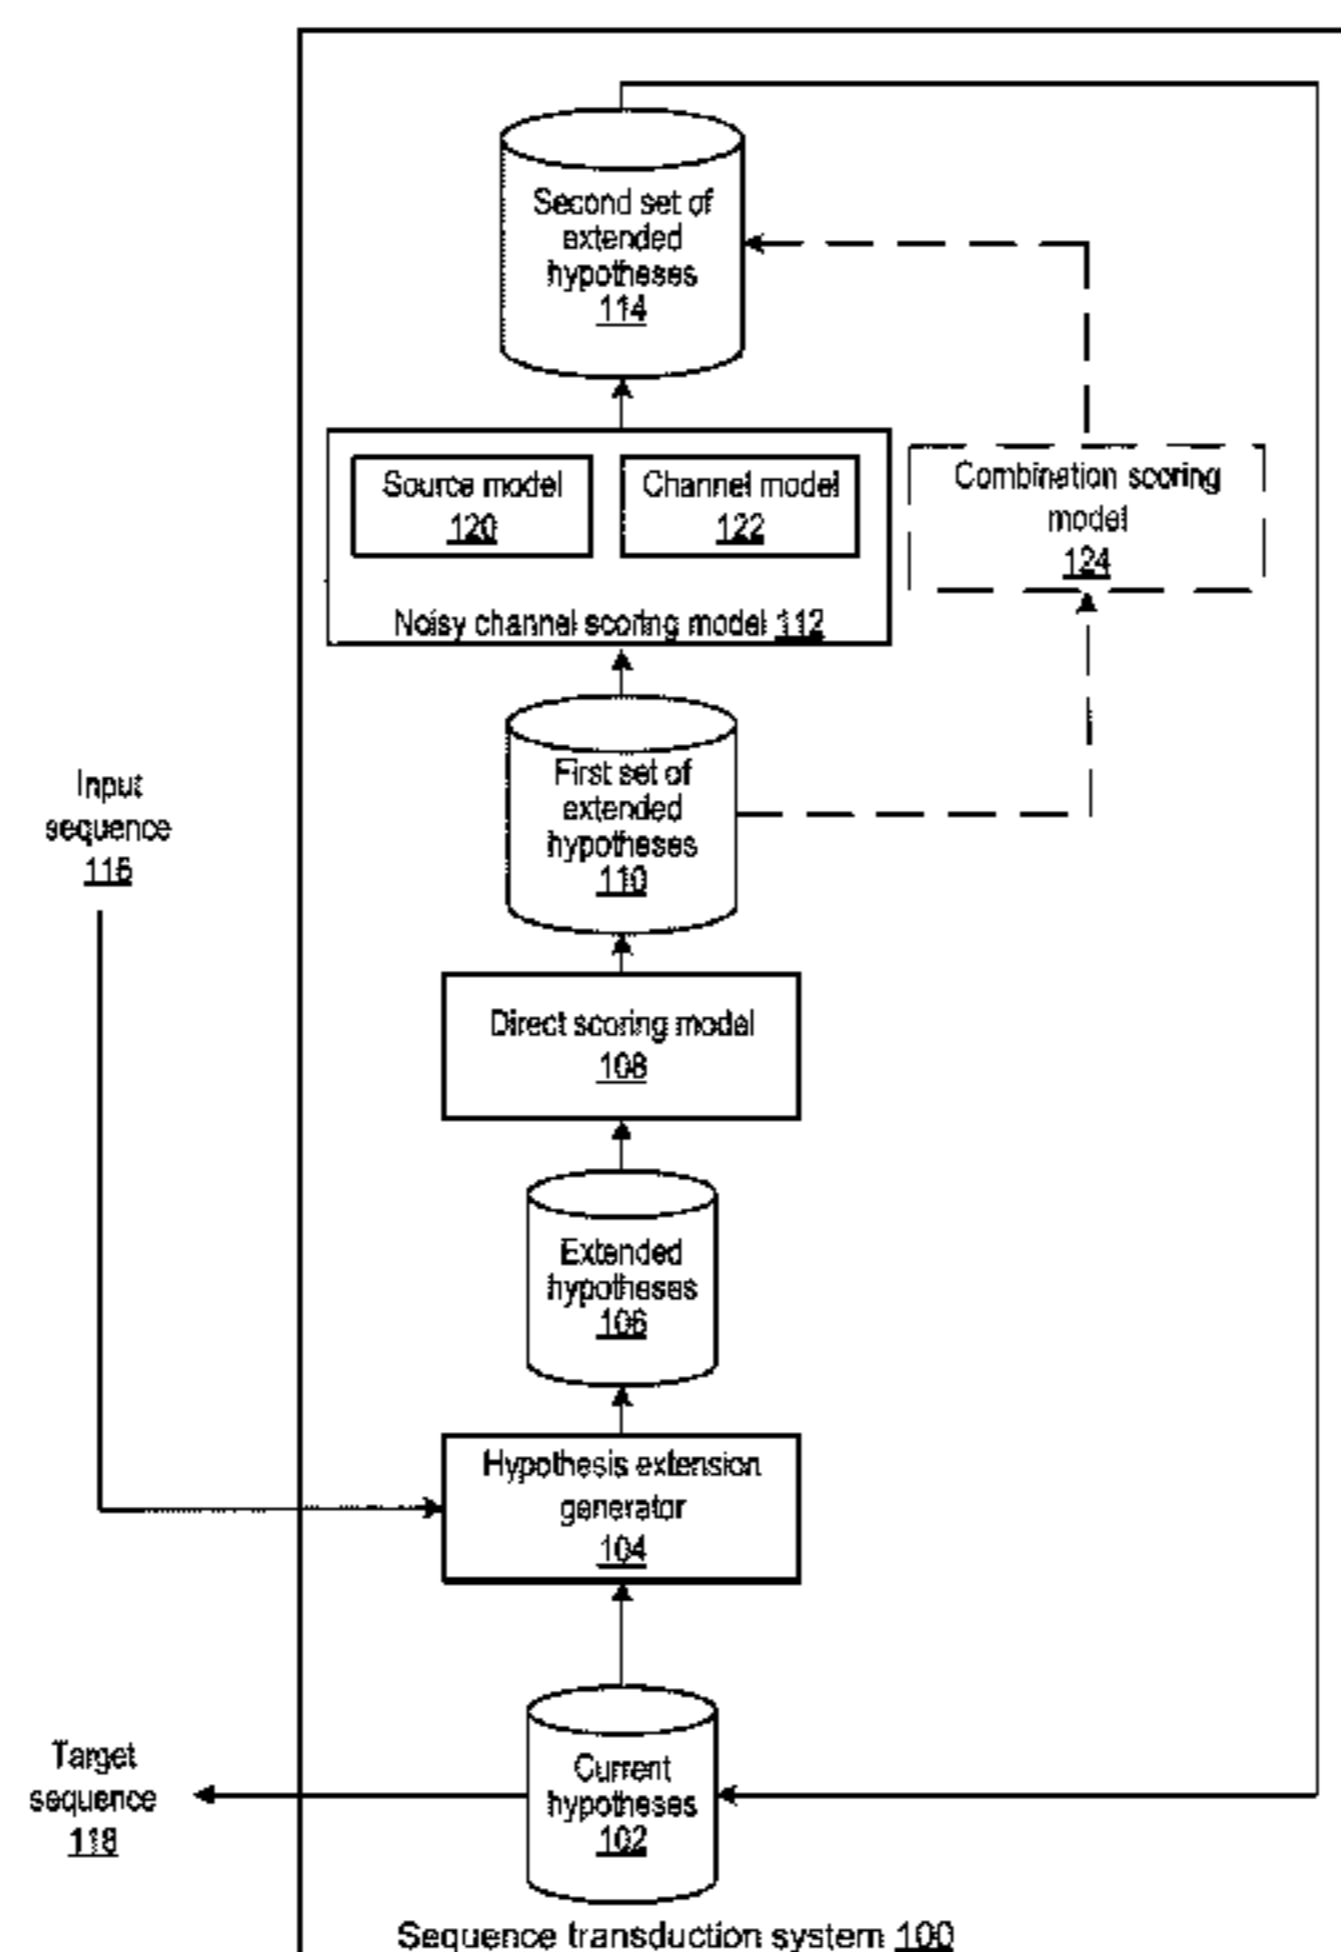 Second set of
extended
hypotheses
114
Source model
120
Channel model
122
Noisy channel scoring model 112
Combination scoring
model
124
First set of
extended
hypotheses
110
Input
sequence
116
Direct scoring model
108
Extended
hypotheses
106
Hypothesis extension
generator
104
Target
sequence
118
Current
hypotheses
102
Sequence transduction system 100